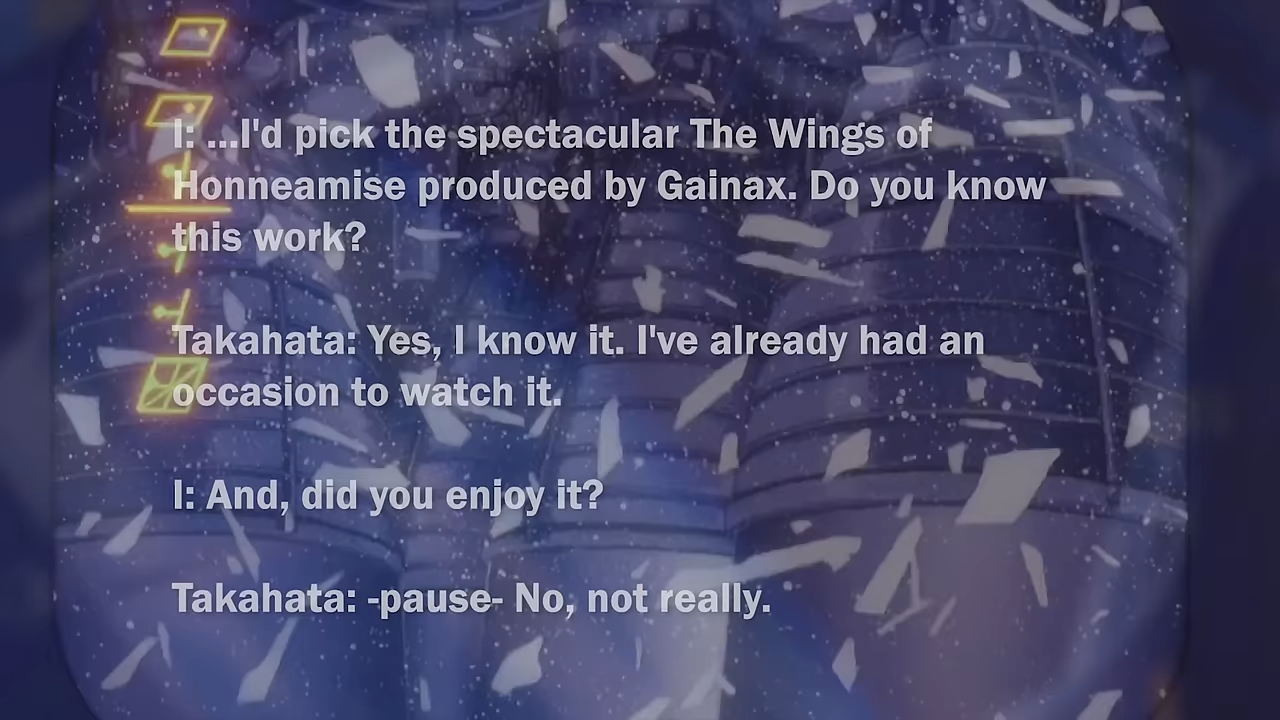 I: ...I'd pick the spectacular The Wings of
Honneamise produced by Gainax. Do you know
this work?
Takahata: Yes, I know it. I've already had an
occasion to watch it.
I: And, did you enjoy it?
Takahata: -pause- No, not really.